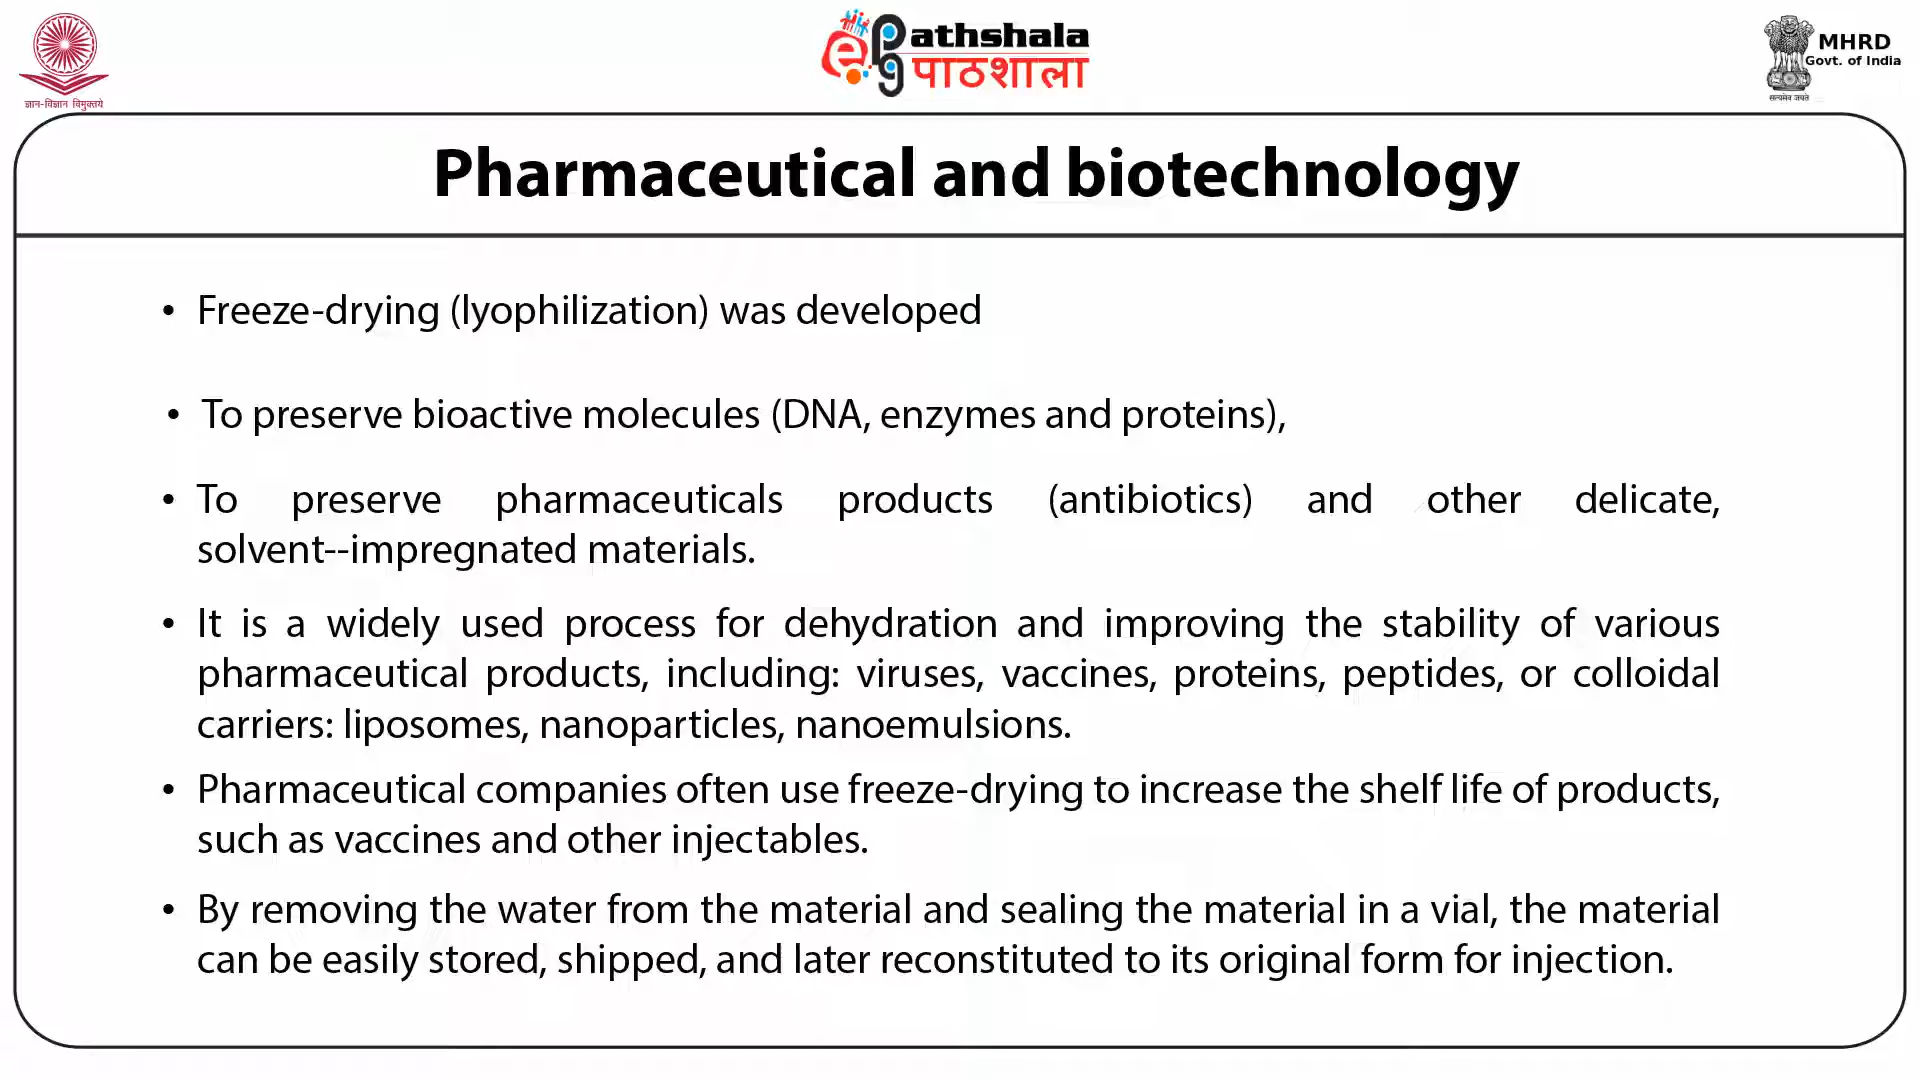 ज्ञान-विज्ञान विमुक्तये
ePathshala
पाठशाला
MHRD
Govt. of India
सत्यमेव जयते
Pharmaceutical and biotechnology
• Freeze-drying (lyophilization) was developed
• To preserve bioactive molecules (DNA, enzymes and proteins),
• To preserve pharmaceuticals products (antibiotics) and other delicate,
solvent--impregnated materials.
• It is a widely used process for dehydration and improving the stability of various
pharmaceutical products, including: viruses, vaccines, proteins, peptides, or colloidal
carriers: liposomes, nanoparticles, nanoemulsions.
• Pharmaceutical companies often use freeze-drying to increase the shelf life of products,
such as vaccines and other injectables.
• By removing the water from the material and sealing the material in a vial, the material
can be easily stored, shipped, and later reconstituted to its original form for injection.